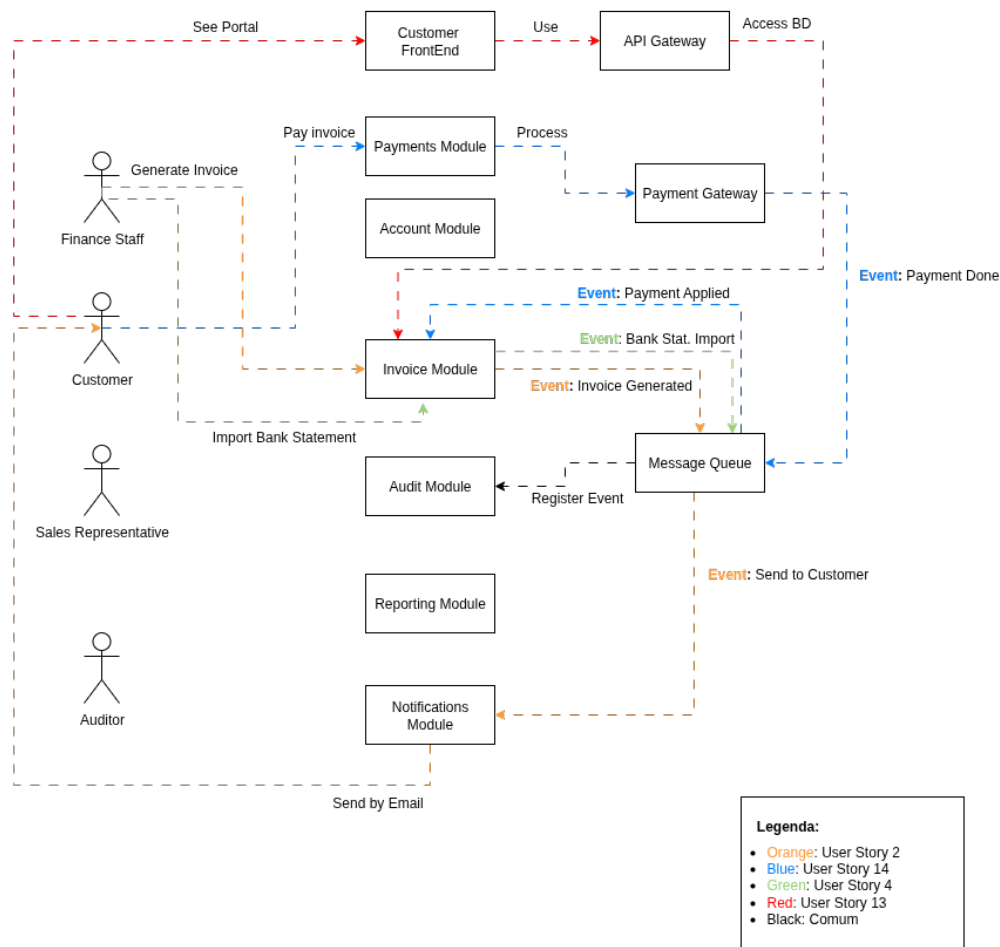 See Portal
Customer
FrontEnd
Use
API Gateway
Access BD
Pay invoice
Payments Module
Process
Generate Invoice
Payment Gateway
Finance Staff
Account Module
Event: Payment Done
Event: Payment Applied
Event: Bank Stat. Import
Customer
Invoice Module
Event: Invoice Generated
Import Bank Statement
Message Queue
Audit Module
Register Event
Sales Representative
Event: Send to Customer
Reporting Module
Auditor
Notifications
Module
Send by Email
Legenda:
• Orange: User Story 2
• Blue: User Story 14
• Green: User Story 4
• Red: User Story 13
• Black: Comum